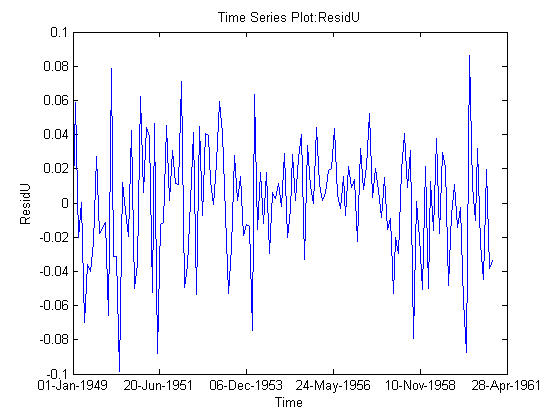 Time Series Plot:ResidU
0.1
0.08
0.06
0.04
0.02
0
-0.02
-0.04
-0.06
-0.08
-0.1
ResidU
01-Jan-1949 20-Jun-1951 06-Dec-1953 24-May-1956 10-Nov-1958 28-Apr-1961
Time